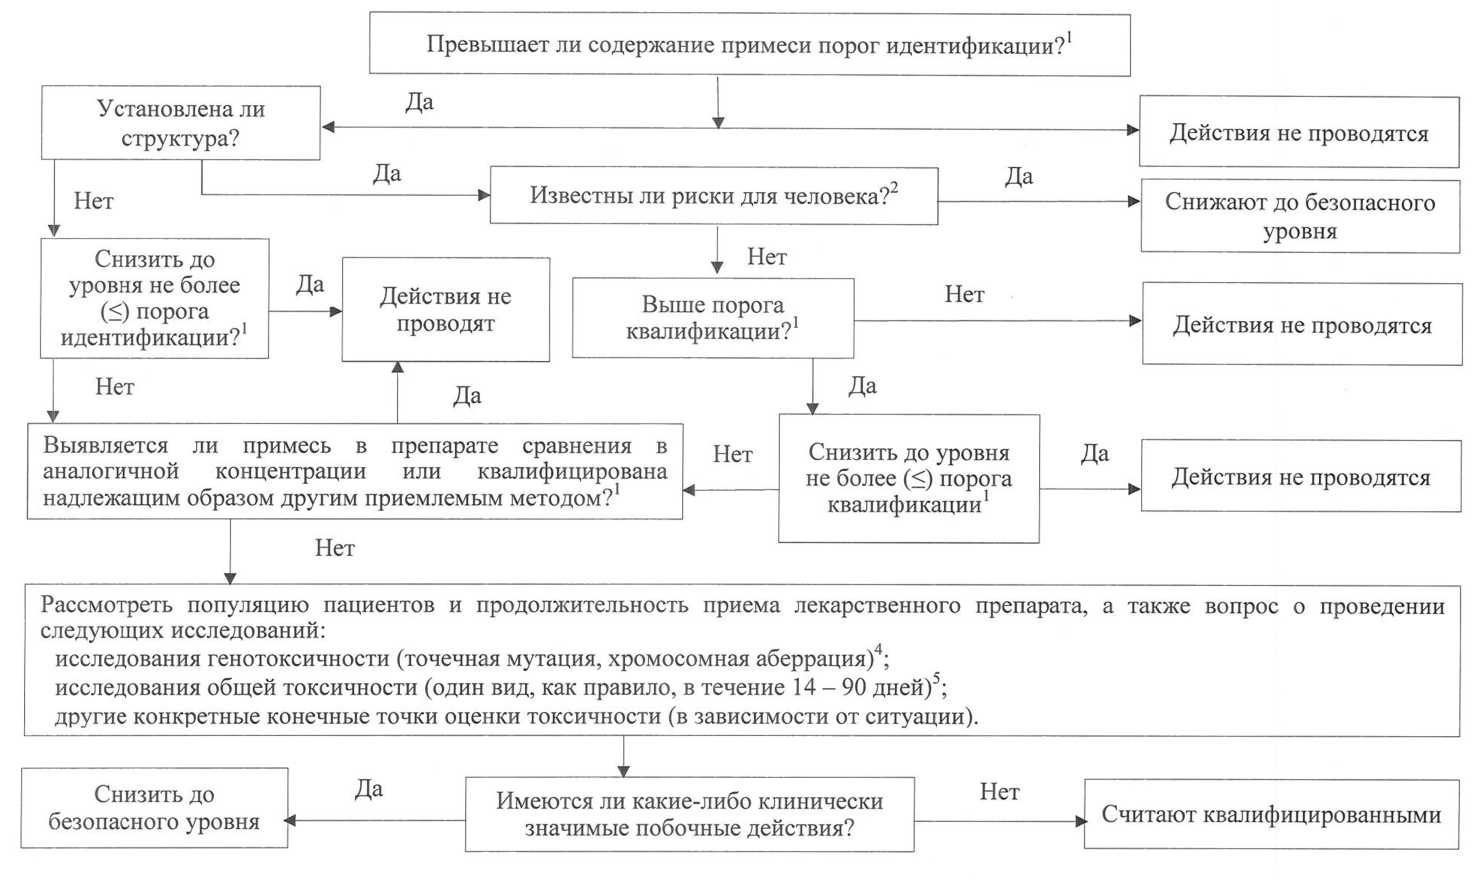 Превышает ли содержание примеси порог идентификации?¹
Да
Установлена ли
структура?
Действия не проводятся
Да
Известны ли риски для человека?²
Да
Снижают до безопасного
уровня
Нет
Нет
Снизить до
уровня не более
(≤) порога
идентификации?¹
Да
Действия не
проводят
Выше порога
квалификации?¹
Нет
Действия не проводятся
Нет
Да
Да
Выявляется ли примесь в препарате сравнения в
аналогичной концентрации или квалифицирована
надлежащим образом другим приемлемым методом?¹
Нет
Снизить до уровня
не более (≤) порога
квалификации¹
Да
Действия не проводятся
Нет
Рассмотреть популяцию пациентов и продолжительность приема лекарственного препарата, а также вопрос о проведении
следующих исследований:
исследования генотоксичности (точечная мутация, хромосомная аберрация)⁴;
исследования общей токсичности (один вид, как правило, в течение 14 – 90 дней)⁵;
другие конкретные конечные точки оценки токсичности (в зависимости от ситуации).
Снизить до
безопасного уровня
Да
Имеются ли какие-либо клинически
значимые побочные действия?
Нет
Считают квалифицированными